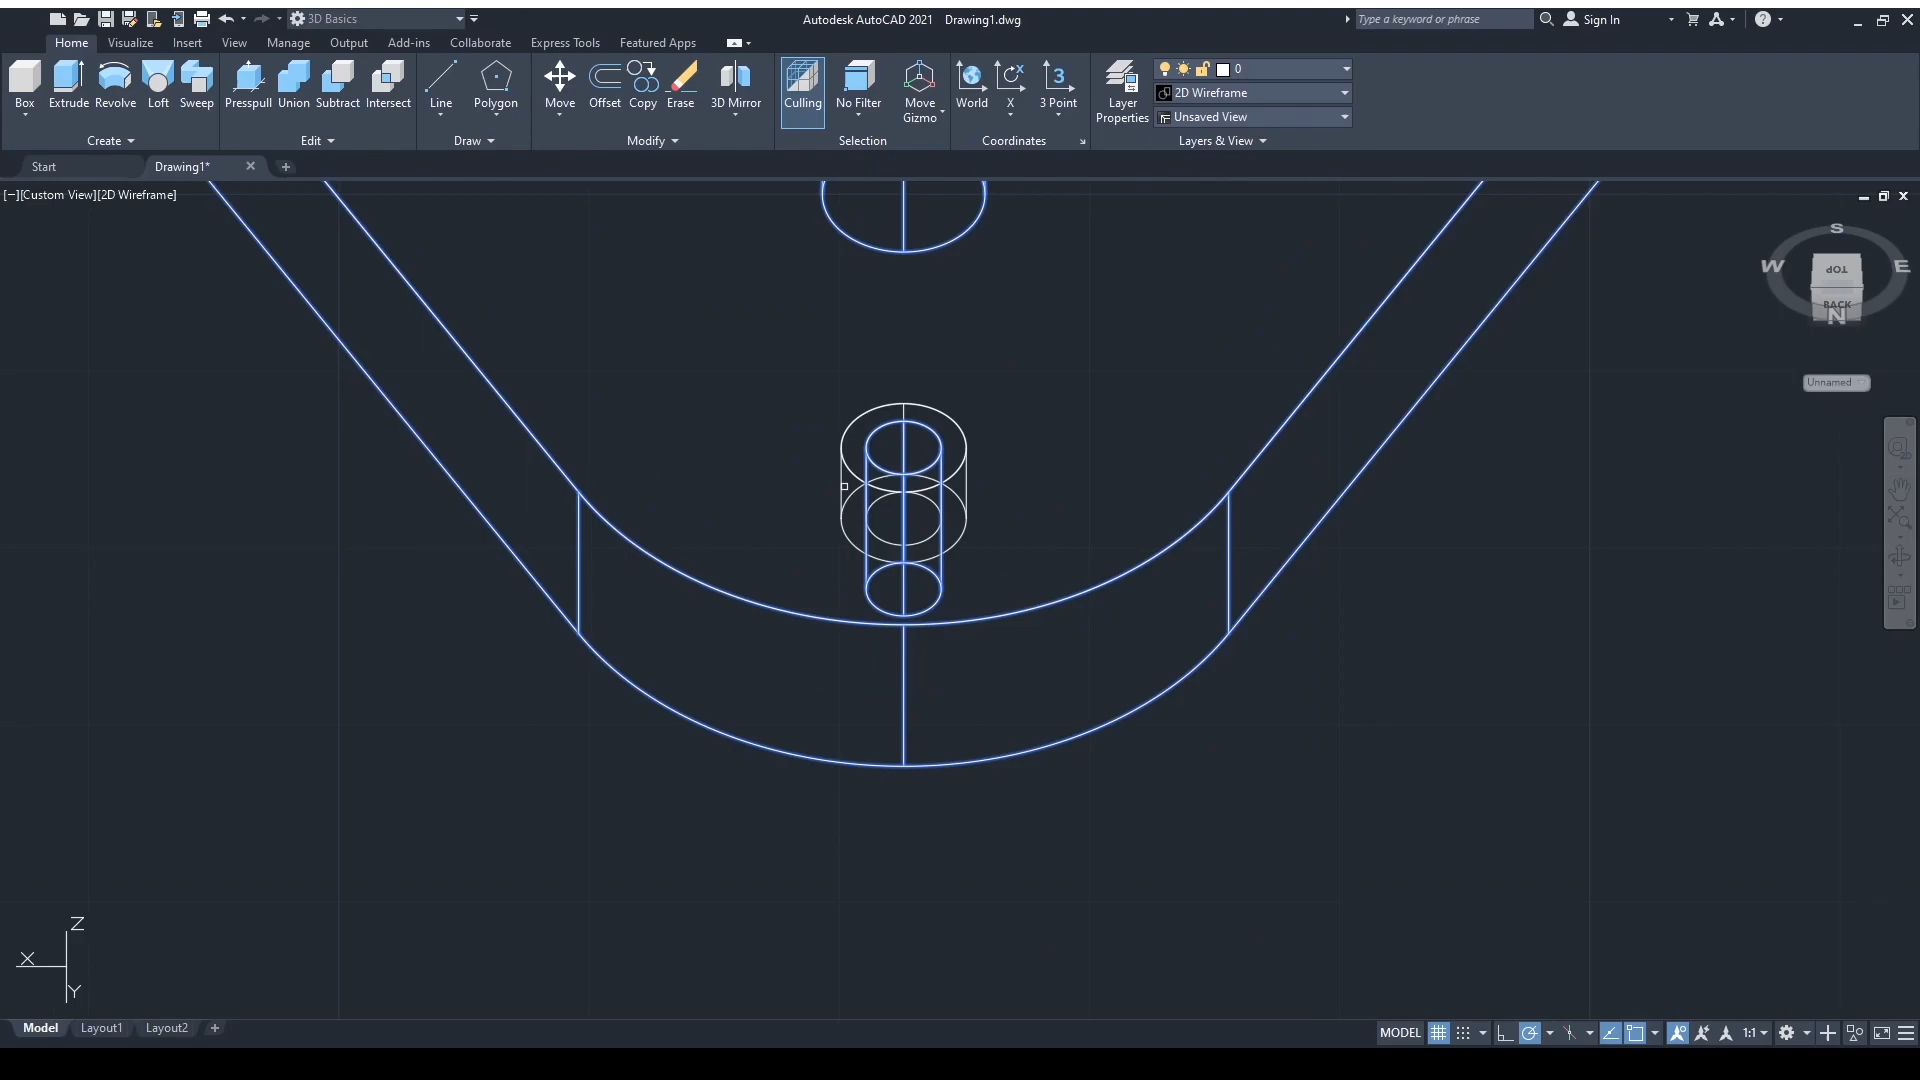 3D Basics
Autodesk AutoCAD 2021 Drawing1.dwg
Type a keyword or phrase
Sign In
Home Visualize Insert View Manage Output Add-ins Collaborate Express Tools Featured Apps
Box Extrude Revolve Loft Sweep Presspull Union Subtract Intersect Line Polygon Move Offset Copy Erase 3D Mirror Culling No Filter Move Gizmo World X 3 Point Layer Properties
0
2D Wireframe
Unsaved View
Create Edit Draw Modify Selection Coordinates Layers & View
Start Drawing1*
[−][Custom View][2D Wireframe]
S
W E
TOP
BACK
N
Unnamed
Z
X
Y
Model Layout1 Layout2
MODEL 1:1